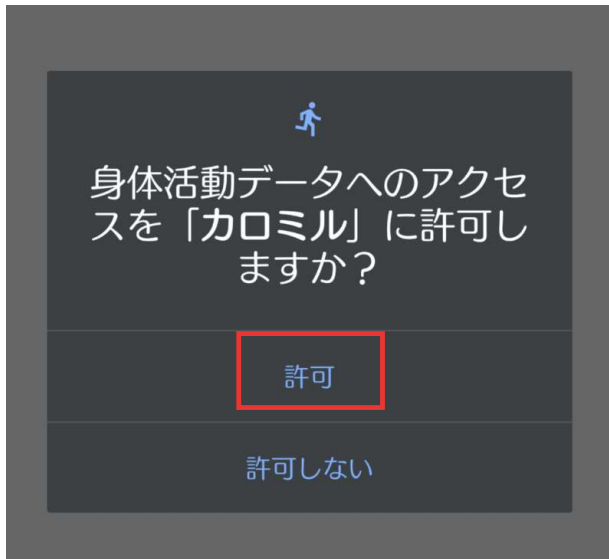 身体活動データへのアクセ
スを「カロミル」に許可し
ますか？
許可
許可しない